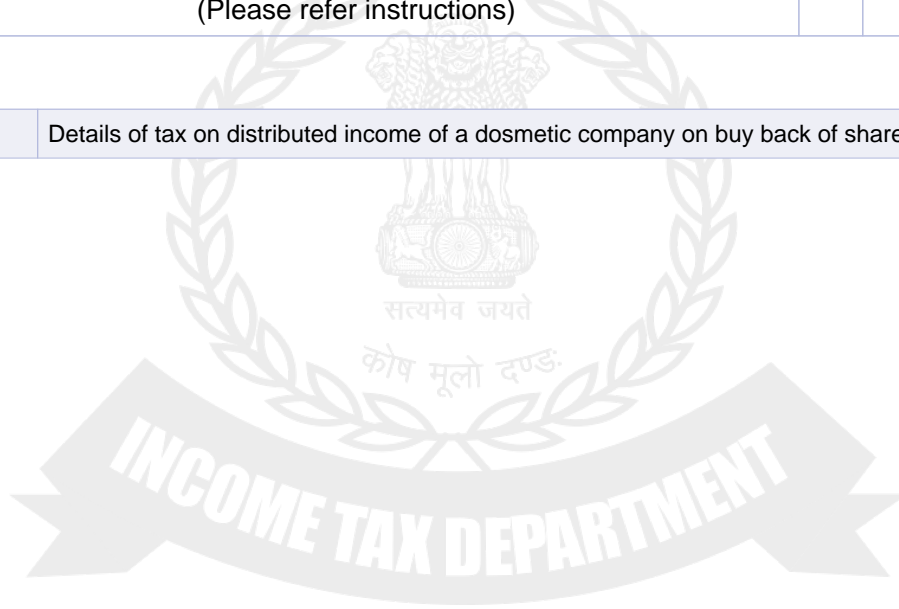 (Please refer instructions)
Details of tax on distributed income of a dosmetic company on buy back of share
सत्यमेव जयते
कोष मूलो दण्डः
INCOME TAX DEPARTMENT